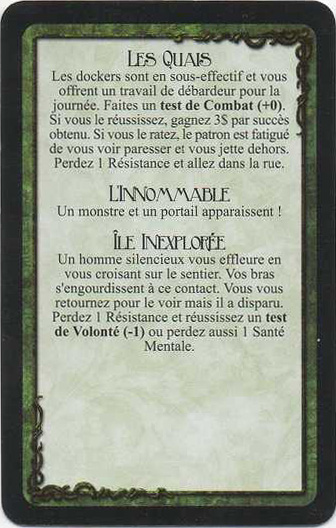 LES QUAIS
Les dockers sont en sous-effectif et vous
offrent un travail de débardeur pour la
journée. Faites un test de Combat (+0).
Si vous le réussissez, gagnez 3$ par succès
obtenu. Si vous le ratez, le patron est fatigué
de vous voir paresser et vous jette dehors.
Perdez 1 Résistance et allez dans la rue.
L'INNOMMABLE
Un monstre et un portail apparaissent !
ÎLE INEXPLORÉE
Un homme silencieux vous effleure en
vous croisant sur le sentier. Vos bras
s'engourdissent à ce contact. Vous vous
retournez pour le voir mais il a disparu.
Perdez 1 Résistance et réussissez un test
de Volonté (-1) ou perdez aussi 1 Santé
Mentale.